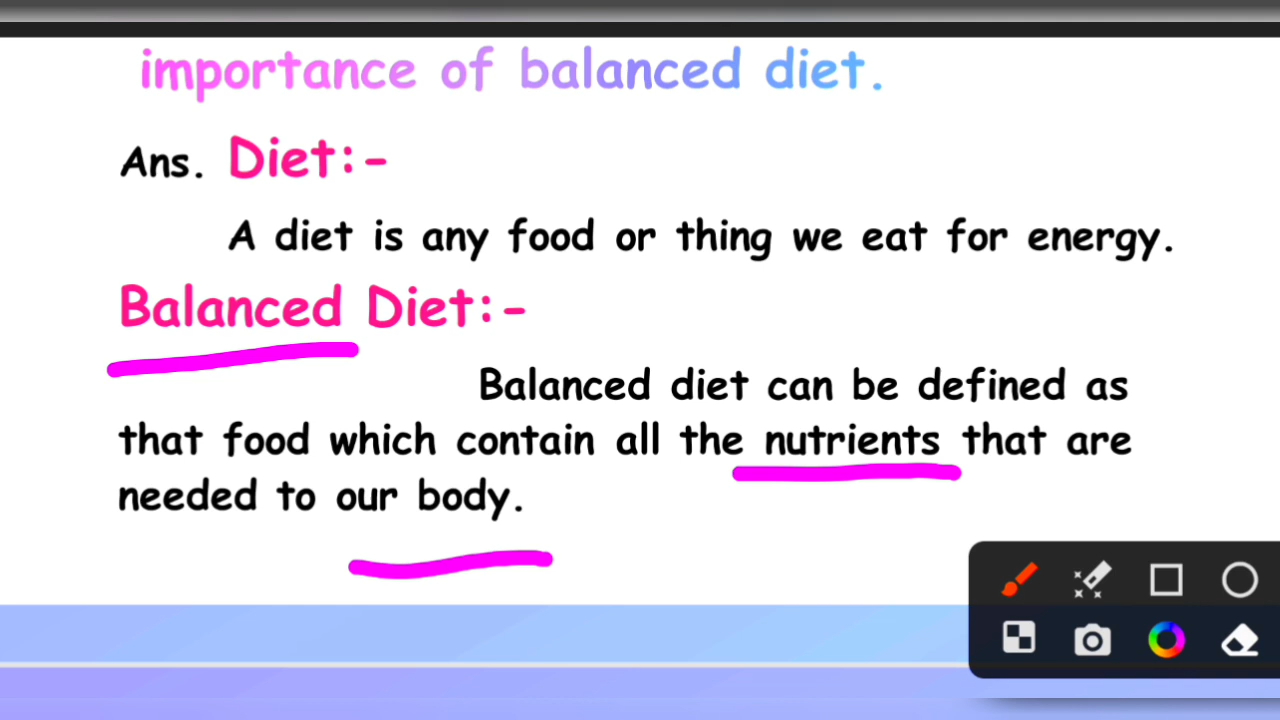 importance of balanced diet.
Ans. Diet:-
A diet is any food or thing we eat for energy.
Balanced Diet:-
Balanced diet can be defined as
that food which contain all the nutrients that are
needed to our body.